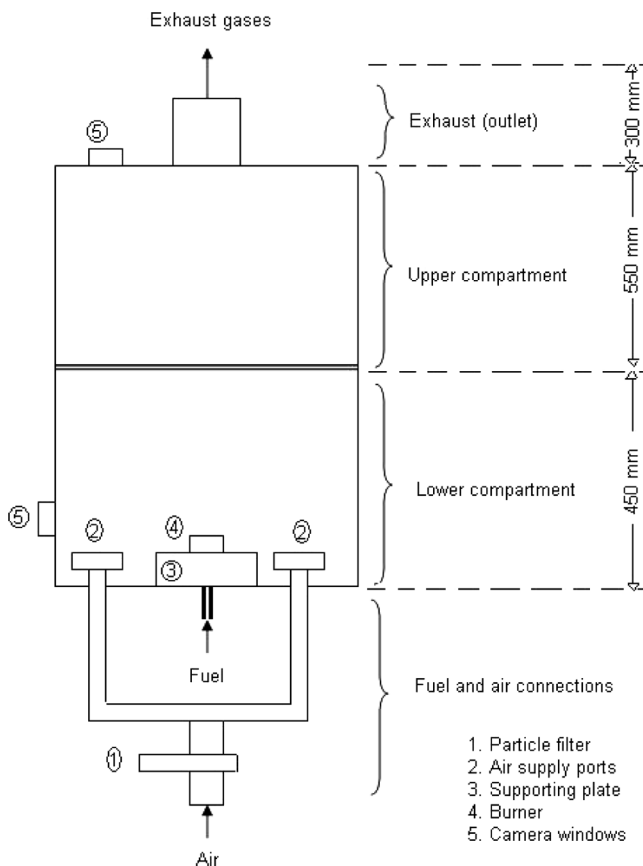 Exhaust gases
5
Exhaust (outlet)
300 mm
Upper compartment
550 mm
Lower compartment
450 mm
5
2
4
2
3
Fuel
Fuel and air connections
1
1. Particle filter
2. Air supply ports
3. Supporting plate
4. Burner
5. Camera windows
Air